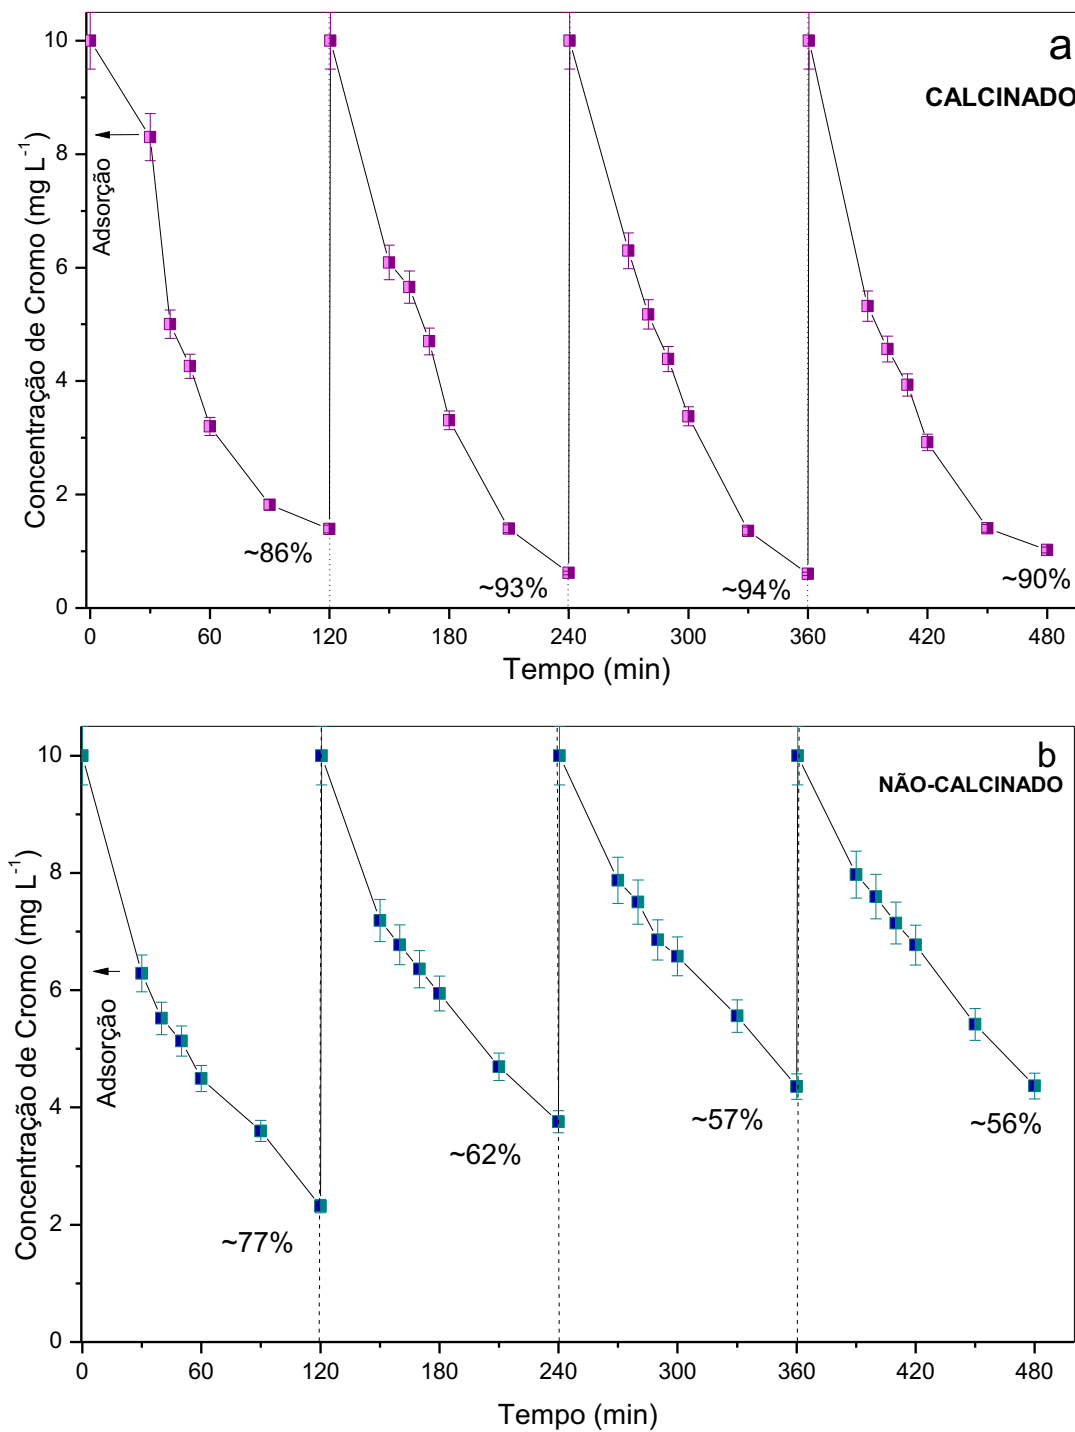 a
CALCINADO
Concentração de Cromo (mg L⁻¹)
10
8
6
4
2
0
Adsorção
~86%
~93%
~94%
~90%
0 60 120 180 240 300 360 420 480
Tempo (min)
b
NÃO-CALCINADO
Concentração de Cromo (mg L⁻¹)
10
8
6
4
2
0
Adsorção
~77%
~62%
~57%
~56%
0 60 120 180 240 300 360 420 480
Tempo (min)